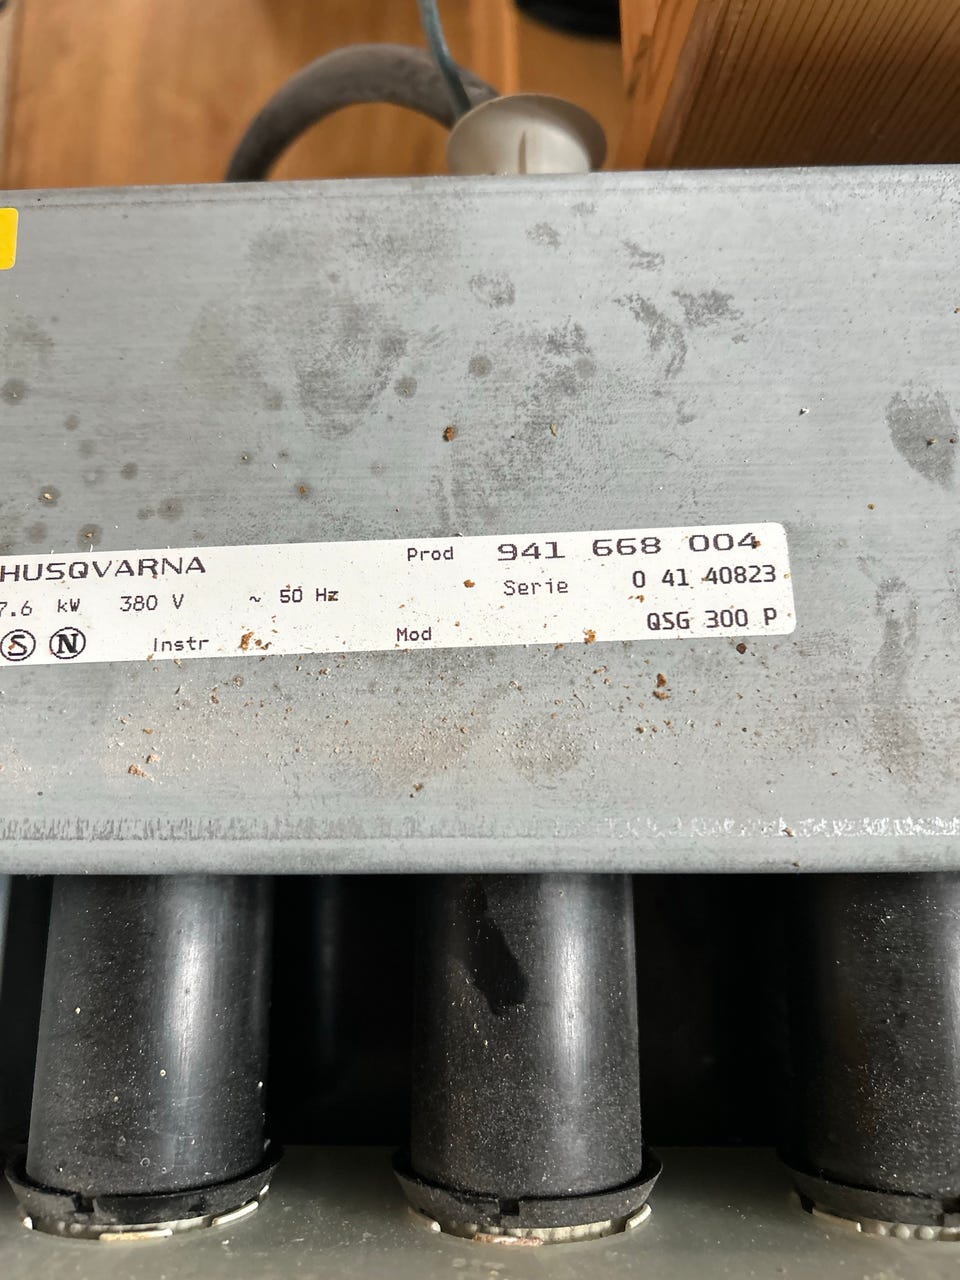 HUSQVARNA Prod 941 668 004
7.6 kW 380 V ~ 50 Hz Serie 0 41 40823
S N Instr Mod QSG 300 P